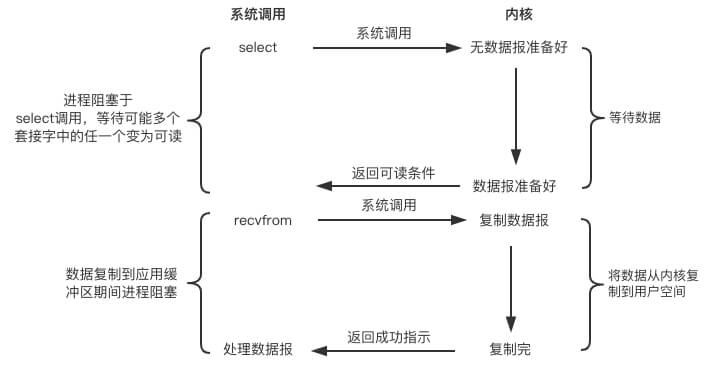 系统调用
内核
select
系统调用
无数据报准备好
进程阻塞于
select调用，等待可能多个
套接字中的任一个变为可读
等待数据
返回可读条件
数据报准备好
recvfrom
系统调用
复制数据报
数据复制到应用缓
冲区期间进程阻塞
将数据从内核复
制到用户空间
处理数据报
返回成功指示
复制完